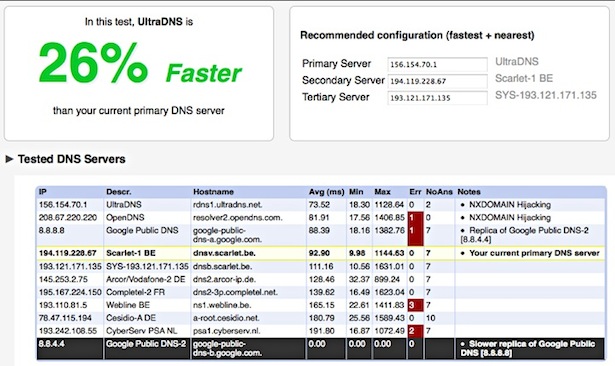 In this test, UltraDNS is
26% Faster
than your current primary DNS server
Recommended configuration (fastest + nearest)
Primary Server 156.154.70.1 UltraDNS
Secondary Server 194.119.228.67 Scarlet-1 BE
Tertiary Server 193.121.171.135 SYS-193.121.171.135
▶ Tested DNS Servers
IP Descr. Hostname Avg (ms) Min Max Err NoAns Notes
156.154.70.1 UltraDNS rdns1.ultradns.net. 73.52 18.30 1128.64 0 2 • NXDOMAIN Hijacking
208.67.220.220 OpenDNS resolver2.opendns.com. 81.91 17.56 1406.85 1 0 • NXDOMAIN Hijacking
8.8.8.8 Google Public DNS google-public- 88.39 18.16 1382.76 1 7 • Replica of Google Public DNS-2
dns-a.google.com. [8.8.4.4]
194.119.228.67 Scarlet-1 BE dnsv.scarlet.be. 92.90 9.98 1144.63 0 7 • Your current primary DNS server
193.121.171.135 SYS-193.121.171.135 dnsb.scarlet.be. 111.16 10.56 1631.01 0 7
145.253.2.75 Arcor/Vodafone-2 DE dns2.arcor-ip.de. 128.46 32.37 899.24 0 7
195.167.224.150 Completel-2 FR dns2-3p.completel.net. 139.62 16.49 1623.04 0 7
193.110.81.5 Webline BE ns1.webline.be. 165.15 22.61 1411.83 3 7
78.47.115.194 Cesidio-A DE a-root.cesidio.net. 180.79 25.56 1589.43 0 10
193.242.108.55 CyberServ PSA NL psa1.cyberserv.nl. 191.80 16.87 1072.49 2 7
8.8.4.4 Google Public DNS-2 google-public- 0.00 0.00 0.00 0 • Slower replica of Google Public
dns-b.google.com. DNS [8.8.8.8]